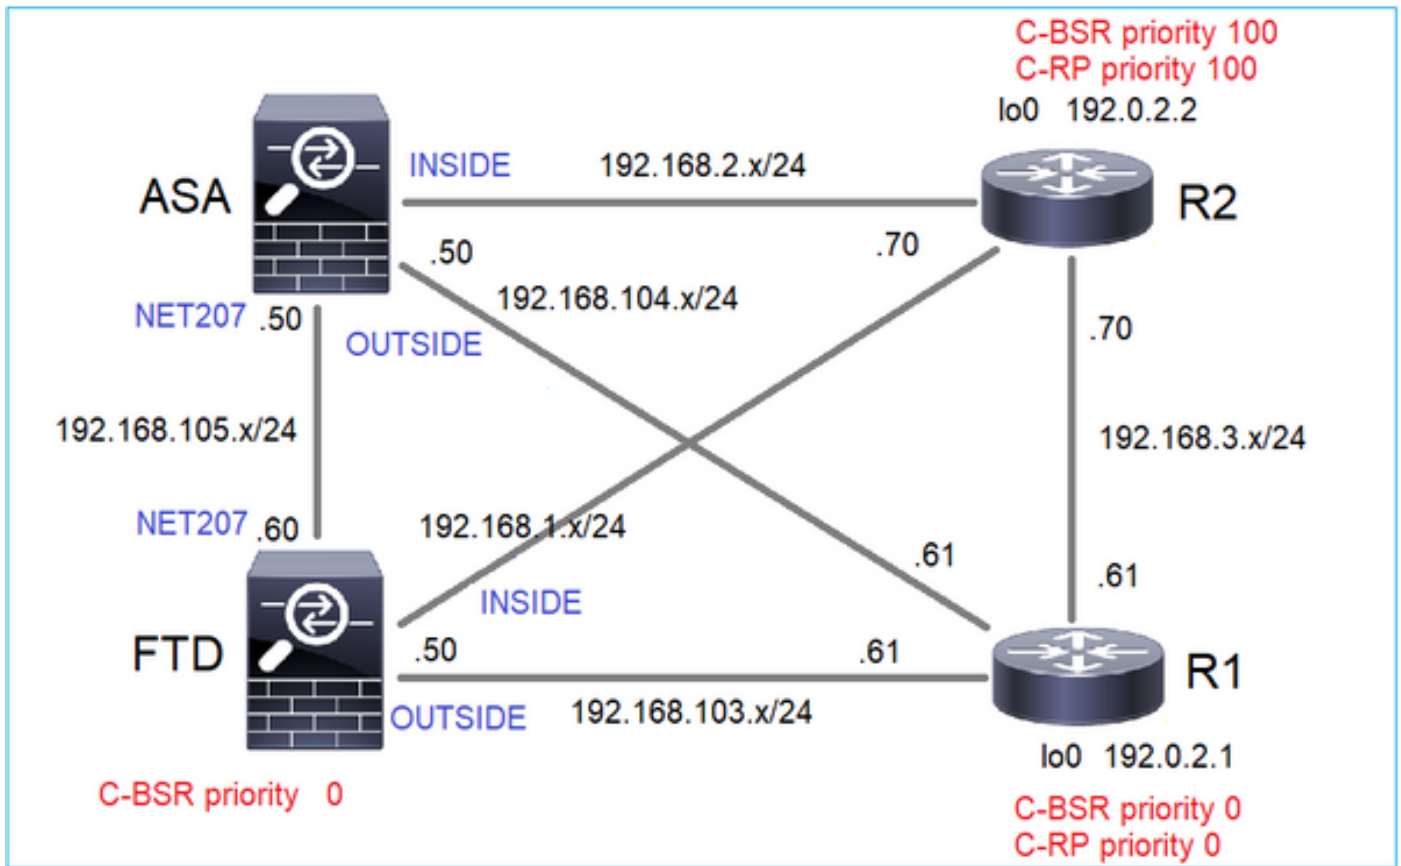 C-BSR priority 100
C-RP priority 100
lo0 192.0.2.2
INSIDE
192.168.2.x/24
ASA
R2
.50
.70
192.168.104.x/24
NET207 .50
OUTSIDE
.70
192.168.105.x/24
192.168.3.x/24
NET207 .60
192.168.1.x/24
.61
.61
INSIDE
FTD
.50
.61
R1
OUTSIDE
192.168.103.x/24
lo0 192.0.2.1
C-BSR priority 0
C-BSR priority 0
C-RP priority 0